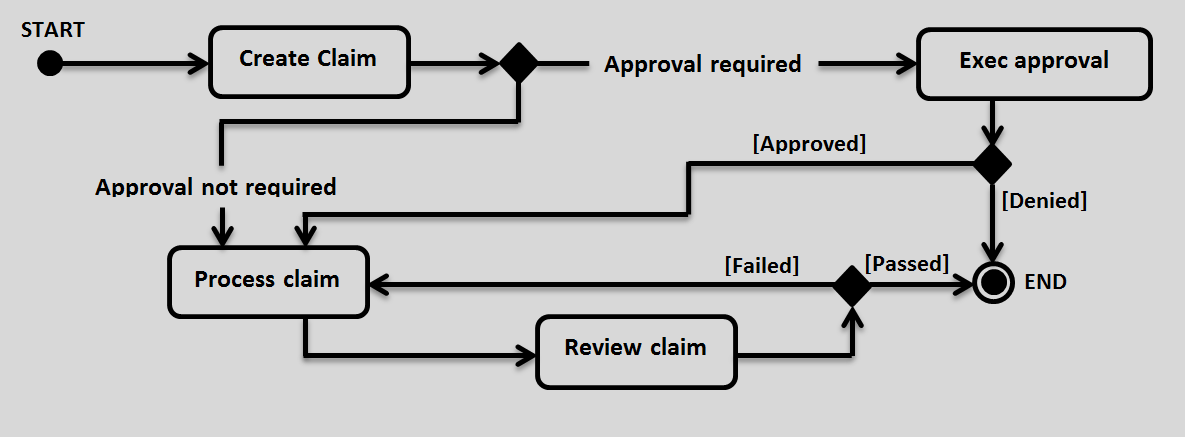 START
Create Claim
Approval required
Exec approval
[Approved]
Approval not required
[Denied]
Process claim
[Failed]
[Passed]
END
Review claim